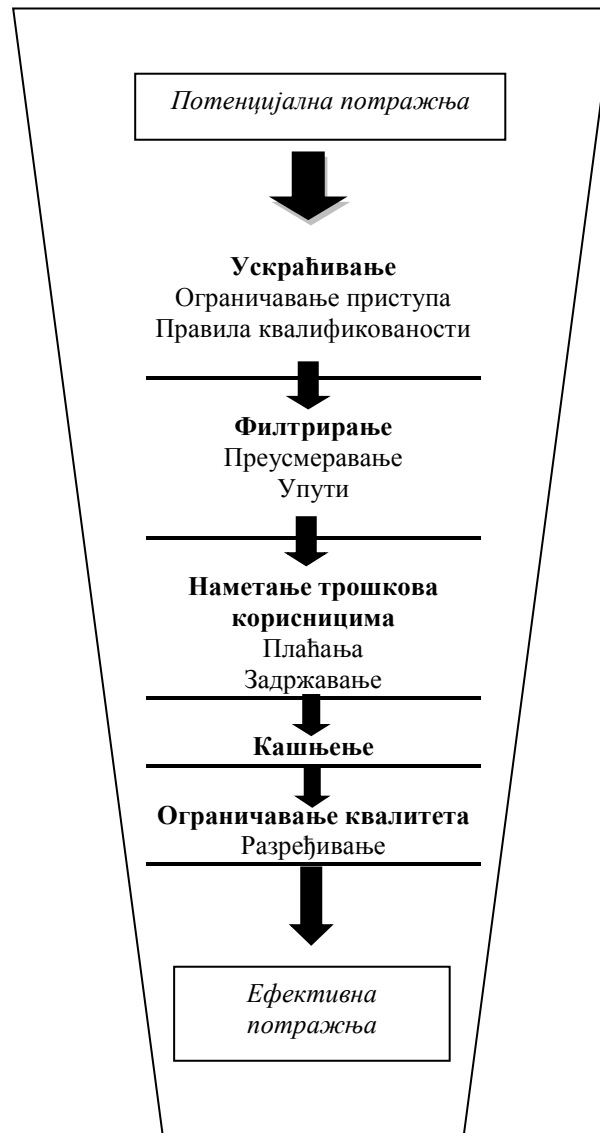 Потенцијална потражња
Ускраћивање
Ограничавање приступа
Правила квалификованости
Филтрирање
Преусмеравање
Упути
Наметање трошкова
корисницима
Плаћања
Задржавање
Кашњење
Ограничавање квалитета
Разређивање
Ефективна
потражња